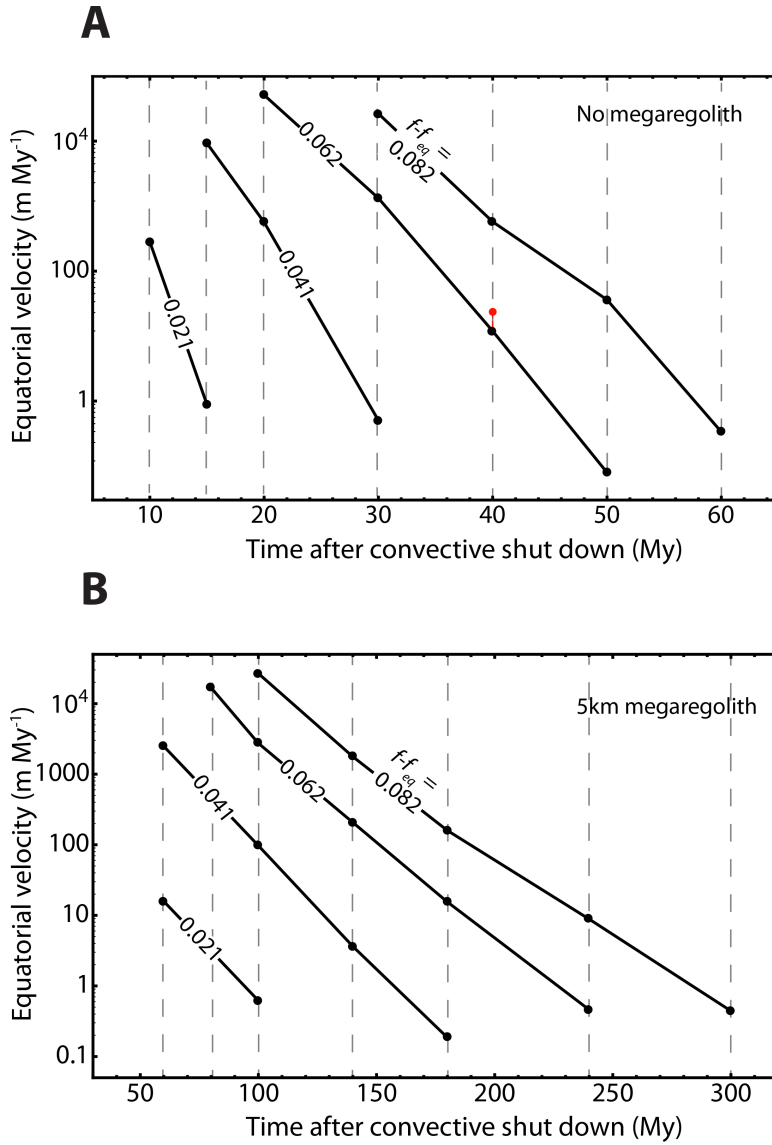 A
No megaregolith
f-f_eq =
0.082
0.062
0.041
0.021
10^4
100
1
Equatorial velocity (m My^-1)
10 20 30 40 50 60
Time after convective shut down (My)
B
5km megaregolith
f-f_eq =
0.082
0.062
0.041
0.021
10^4
1000
100
10
1
0.1
Equatorial velocity (m My^-1)
50 100 150 200 250 300
Time after convective shut down (My)